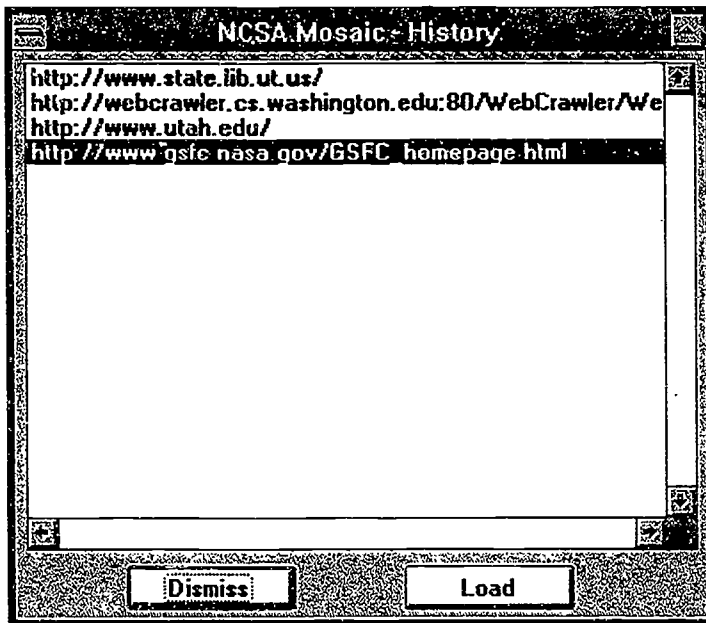 NCSA Mosaic - History
http://www.state.lib.ut.us/
http://webcrawler.cs.washington.edu:80/WebCrawler/We
http://www.utah.edu/
http://www.gsfc.nasa.gov/GSFC_homepage.html
Dismiss
Load